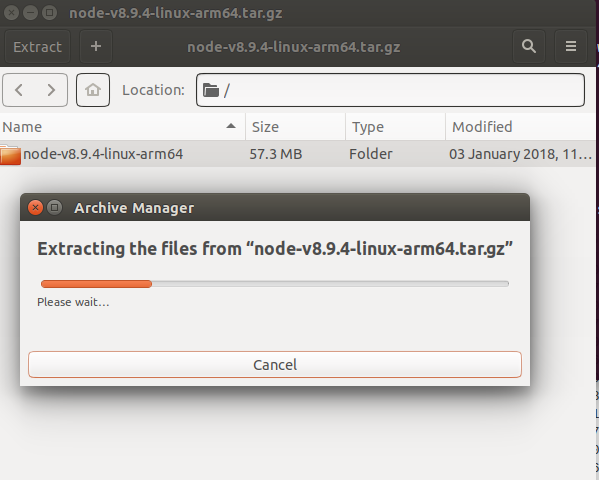 node-v8.9.4-linux-arm64.tar.gz
Extract + node-v8.9.4-linux-arm64.tar.gz
Location: /
Name Size Type Modified
node-v8.9.4-linux-arm64 57.3 MB Folder 03 January 2018, 11…
Archive Manager
Extracting the files from “node-v8.9.4-linux-arm64.tar.gz”
Please wait…
Cancel